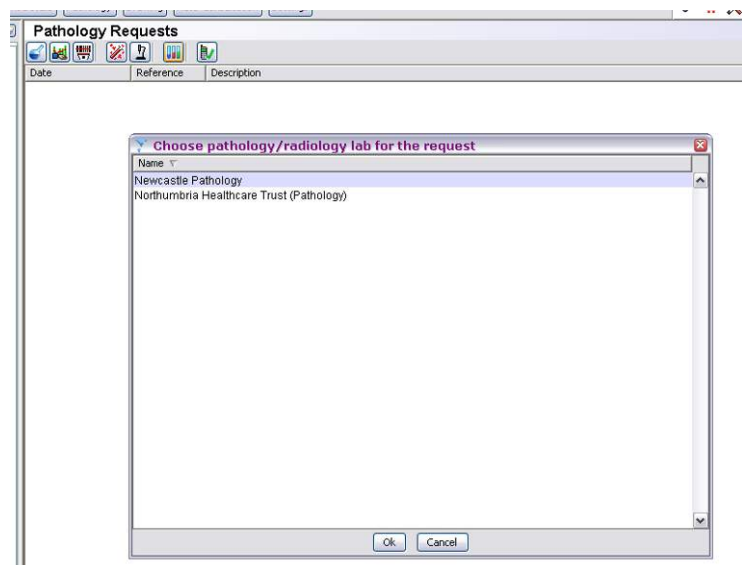 Pathology Requests
Date Reference Description
Choose pathology/radiology lab for the request
Name
Newcastle Pathology
Northumbria Healthcare Trust (Pathology)
Ok Cancel